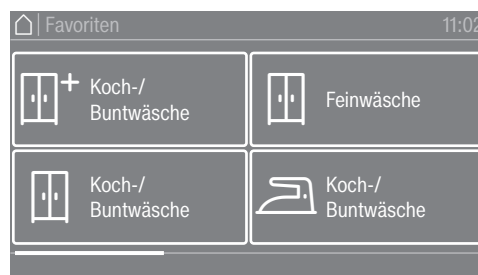 Favoriten 11:02
Koch-/
Buntwäsche
Feinwäsche
Koch-/
Buntwäsche
Koch-/
Buntwäsche